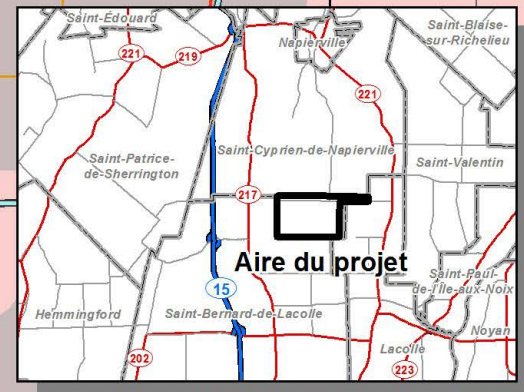 Saint-Édouard
Saint-Blaise-
sur-Richelieu
Napierville
221
219
221
Saint-Patrice-
de-Sherrington
Saint-Cyprien-de-Napierville
Saint-Valentin
217
Aire du projet
15
Saint-Paul-
de-l'Île-aux-Noix
Hemmingford
Saint-Bernard-de-Lacolle
Noyan
Lacolle
202
223